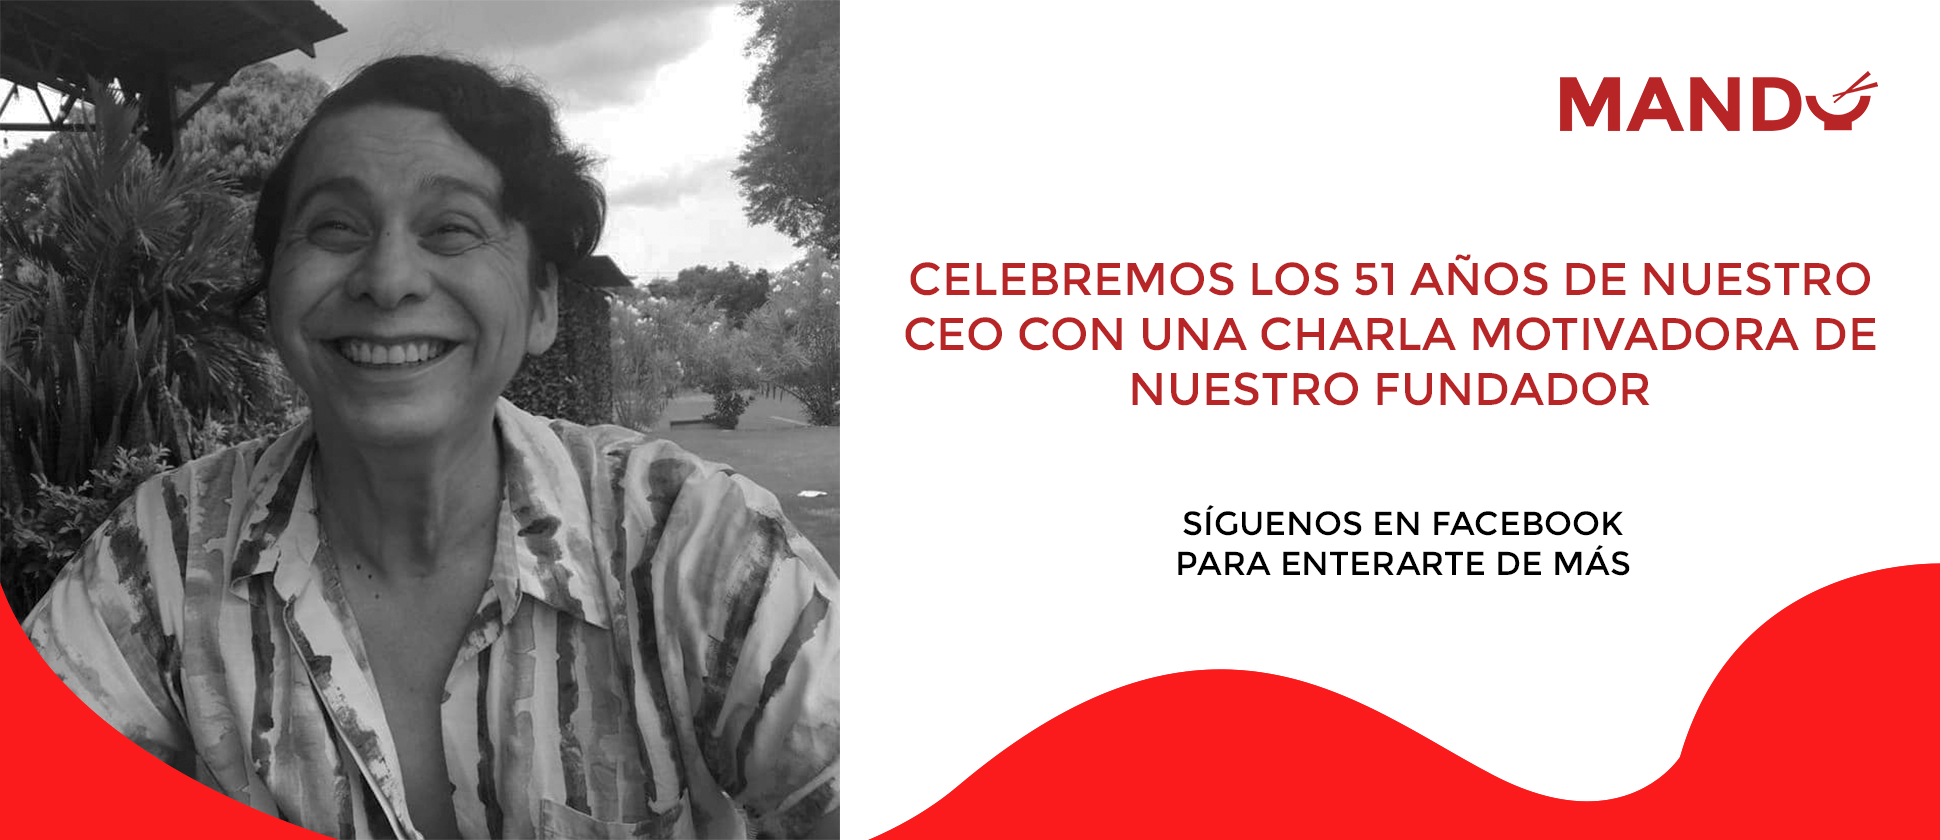 MANDO
CELEBREMOS LOS 51 AÑOS DE NUESTRO
CEO CON UNA CHARLA MOTIVADORA DE
NUESTRO FUNDADOR
SÍGUENOS EN FACEBOOK
PARA ENTERARTE DE MÁS